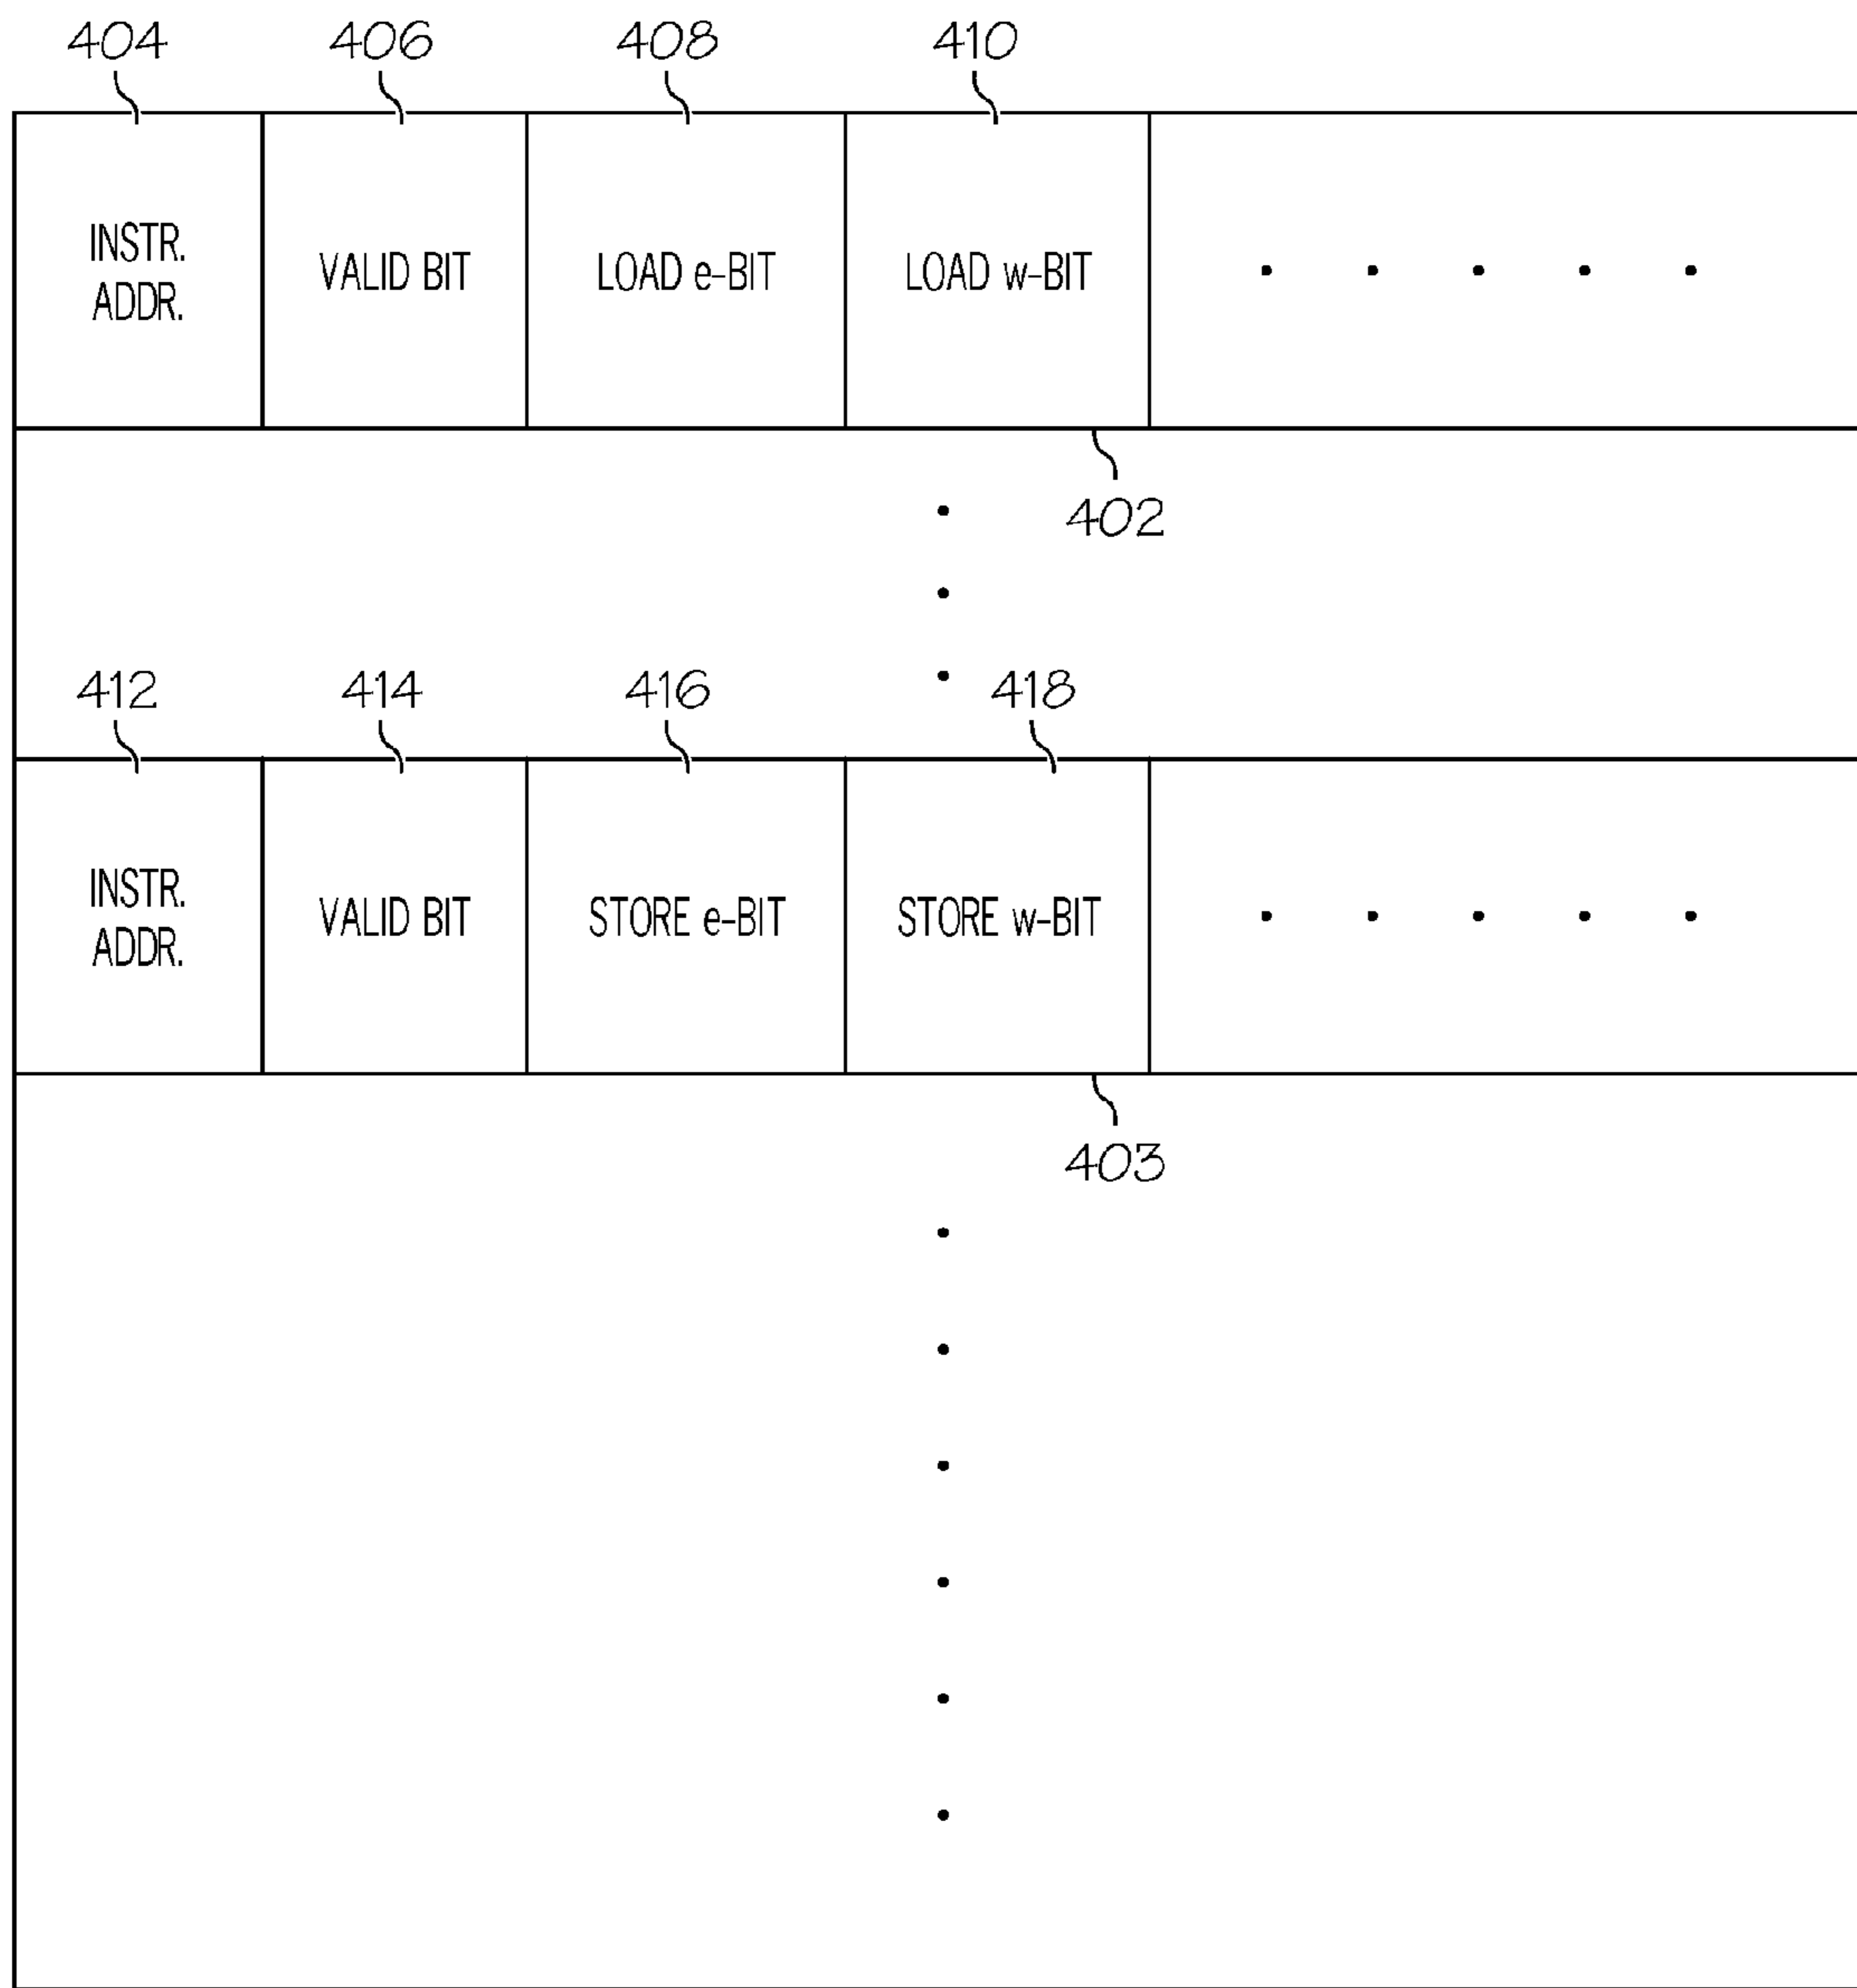 404 406 408 410
INSTR. ADDR. VALID BIT LOAD e-BIT LOAD w-BIT . . . . .
402
412 414 416 418
INSTR. ADDR. VALID BIT STORE e-BIT STORE w-BIT . . . . .
403